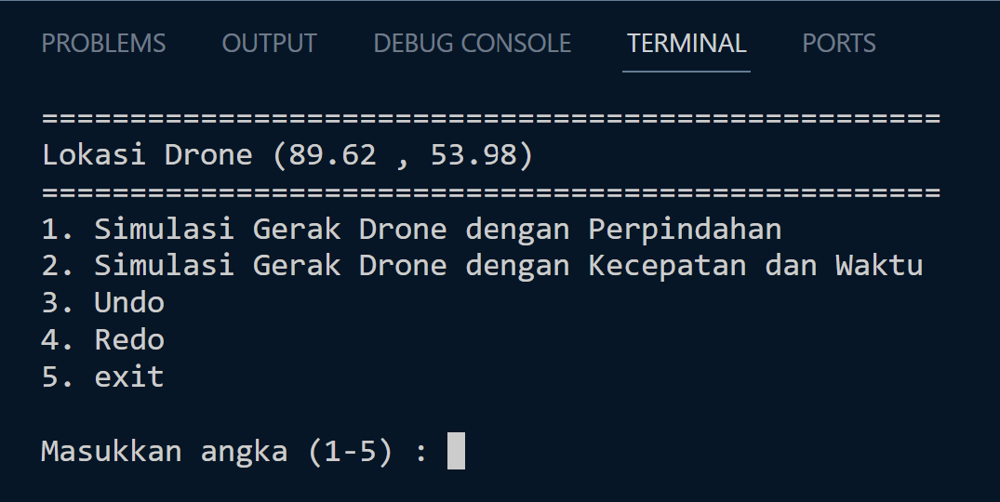 PROBLEMS OUTPUT DEBUG CONSOLE TERMINAL PORTS
===================================================
Lokasi Drone (89.62 , 53.98)
===================================================
1. Simulasi Gerak Drone dengan Perpindahan
2. Simulasi Gerak Drone dengan Kecepatan dan Waktu
3. Undo
4. Redo
5. exit
Masukkan angka (1-5) :